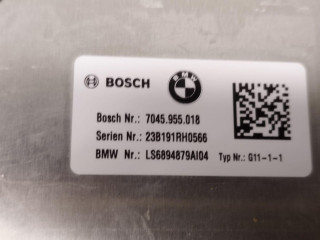 BOSCH BMW
Bosch Nr.: 7045.955.018
Serien Nr.: 23B191RH0566
BMW Nr.: LS6894879AI04 Typ Nr.: G11-1-1